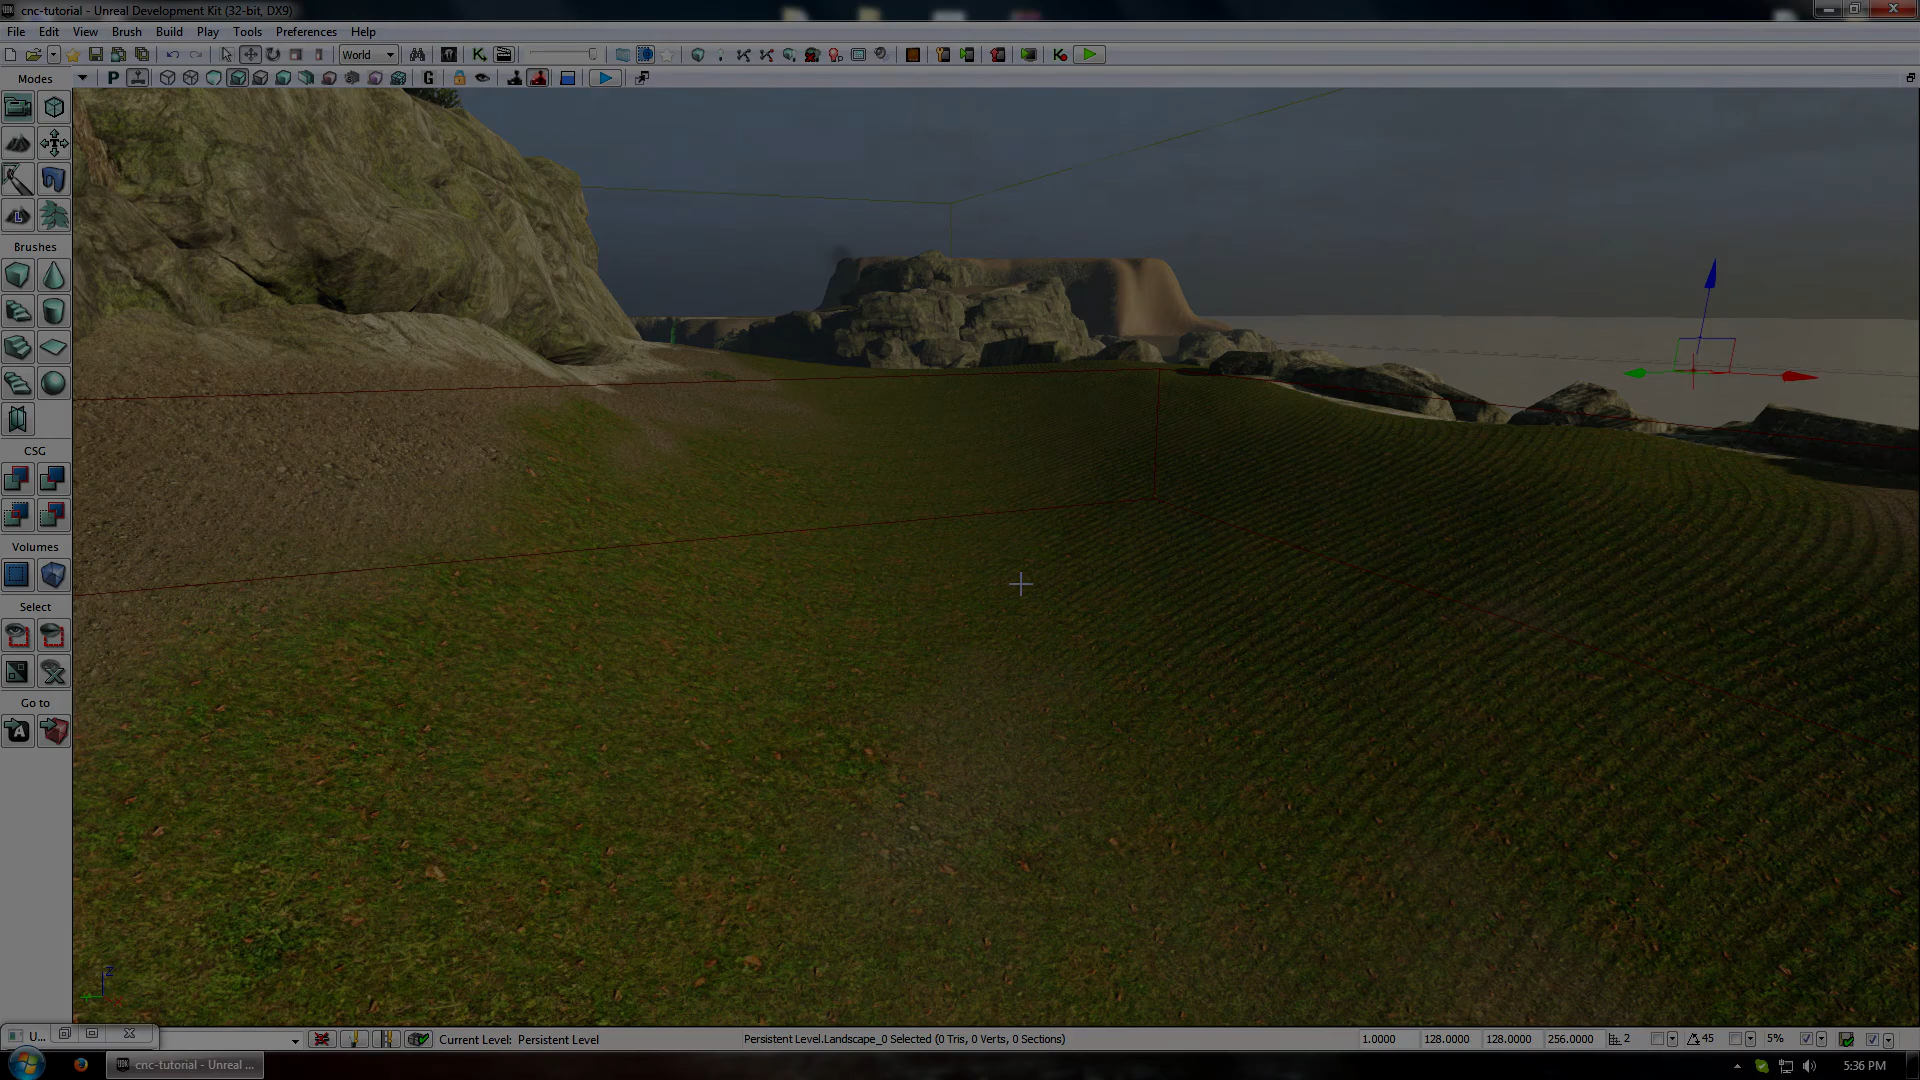 cnc-tutorial - Unreal Development Kit (32-bit, DX9)
File Edit View Brush Build Play Tools Preferences Help
World
Modes
P
G
Brushes
CSG
Volumes
Select
Go to
U...
Current Level: Persistent Level
Persistent Level.Landscape_0 Selected (0 Tris, 0 Verts, 0 Sections)
1.0000 128.0000 128.0000 256.0000 2 45 5%
cnc-tutorial - Unreal ...
5:36 PM